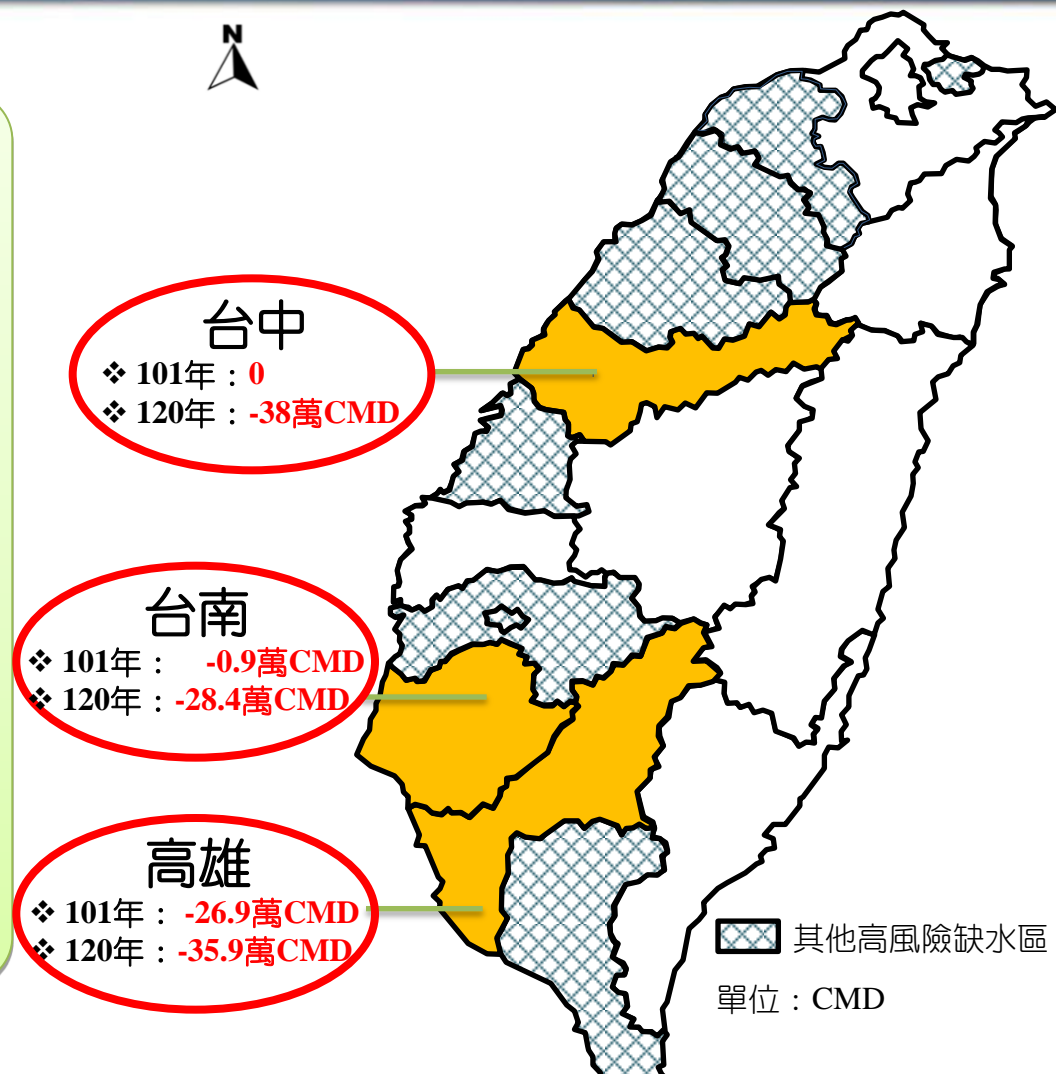 N
台中
❖ 101年：0
❖ 120年：-38萬CMD
台南
❖ 101年： -0.9萬CMD
❖ 120年：-28.4萬CMD
高雄
❖ 101年： -26.9萬CMD
❖ 120年：-35.9萬CMD
其他高風險缺水區
單位：CMD